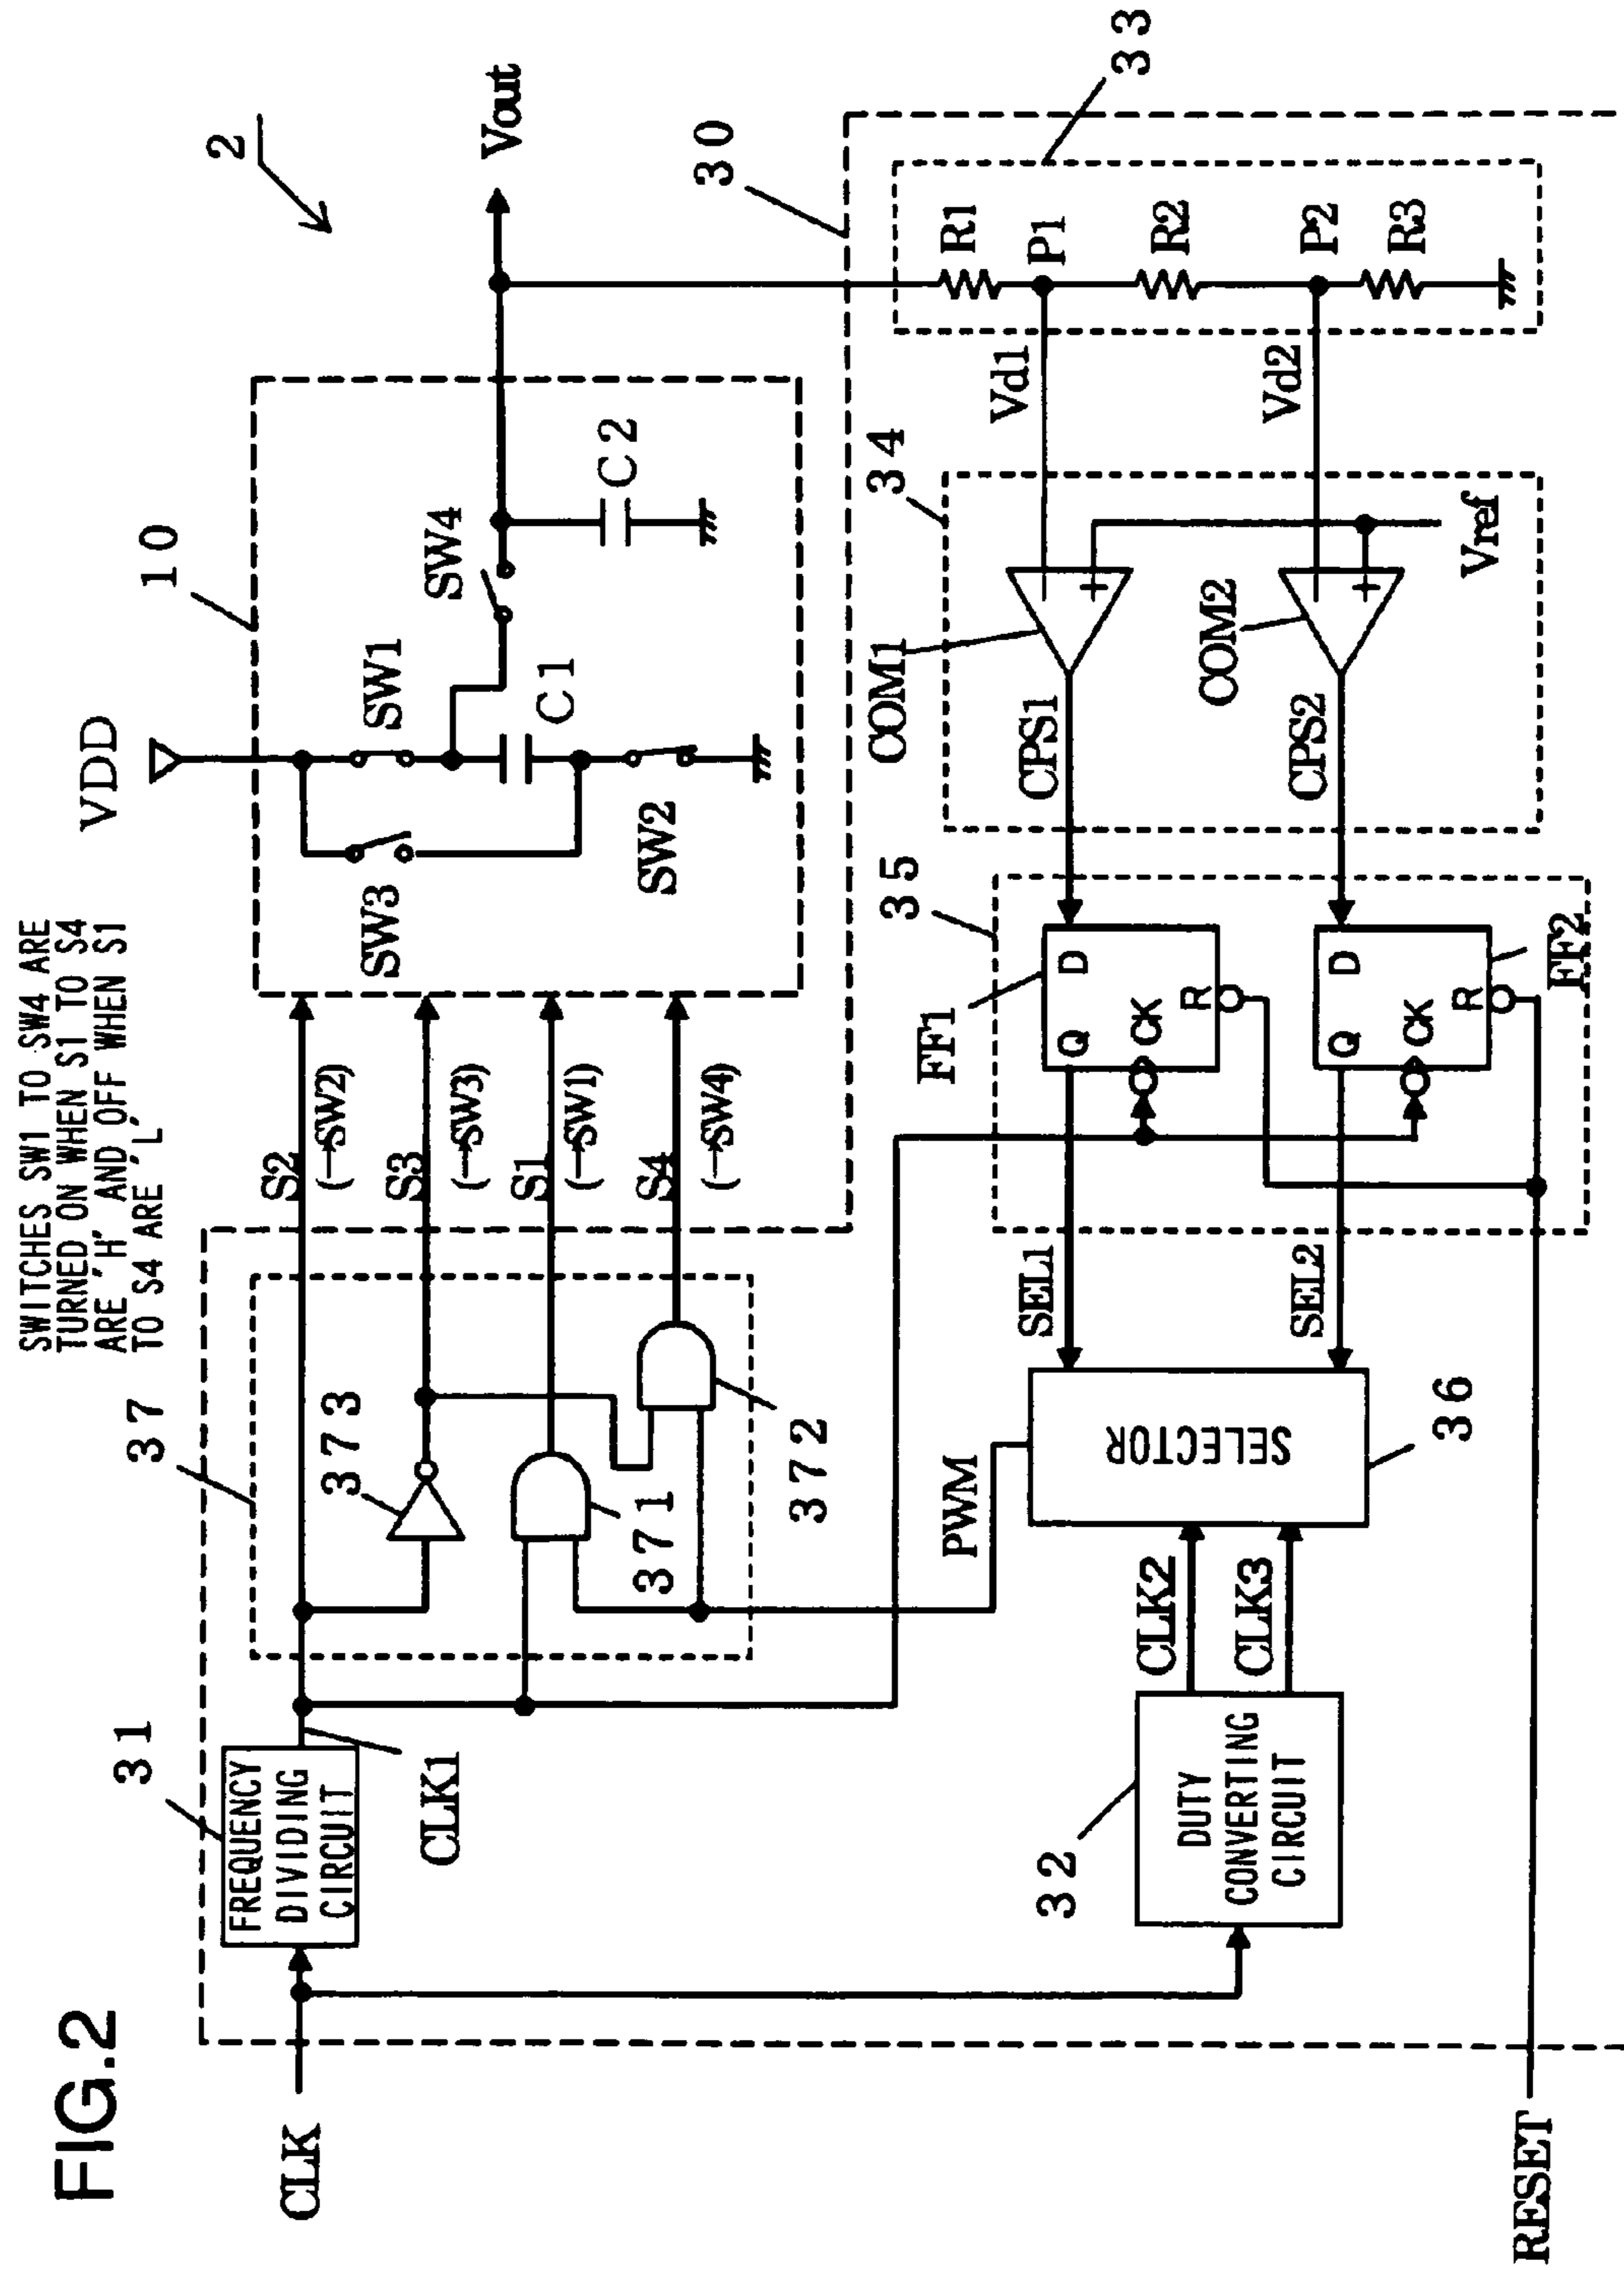 FIG.2
SWITCHES SW1 TO SW4 ARE
TURNED ON WHEN S1 TO S4
ARE 'H' AND OFF WHEN S1
TO S4 ARE 'L'
2
37
10
VDD
31
373
SW3
SW1
SW4
Vout
CLK
FREQUENCY
DIVIDING
CIRCUIT
S2
(→SW2)
S3
(→SW3)
S1
(→SW1)
S4
(→SW4)
C1
C2
SW2
CLK1
371
372
30
35
34
33
PWM
FF1
COM1
R1
P1
Vd1
CPS1
SEL1
D
Q
CK
R
32
DUTY
CONVERTING
CIRCUIT
CLK2
CLK3
SELECTOR
36
R2
COM2
Vd2
P2
CPS2
SEL2
D
Q
CK
R
R3
Vref
FF2
RESET